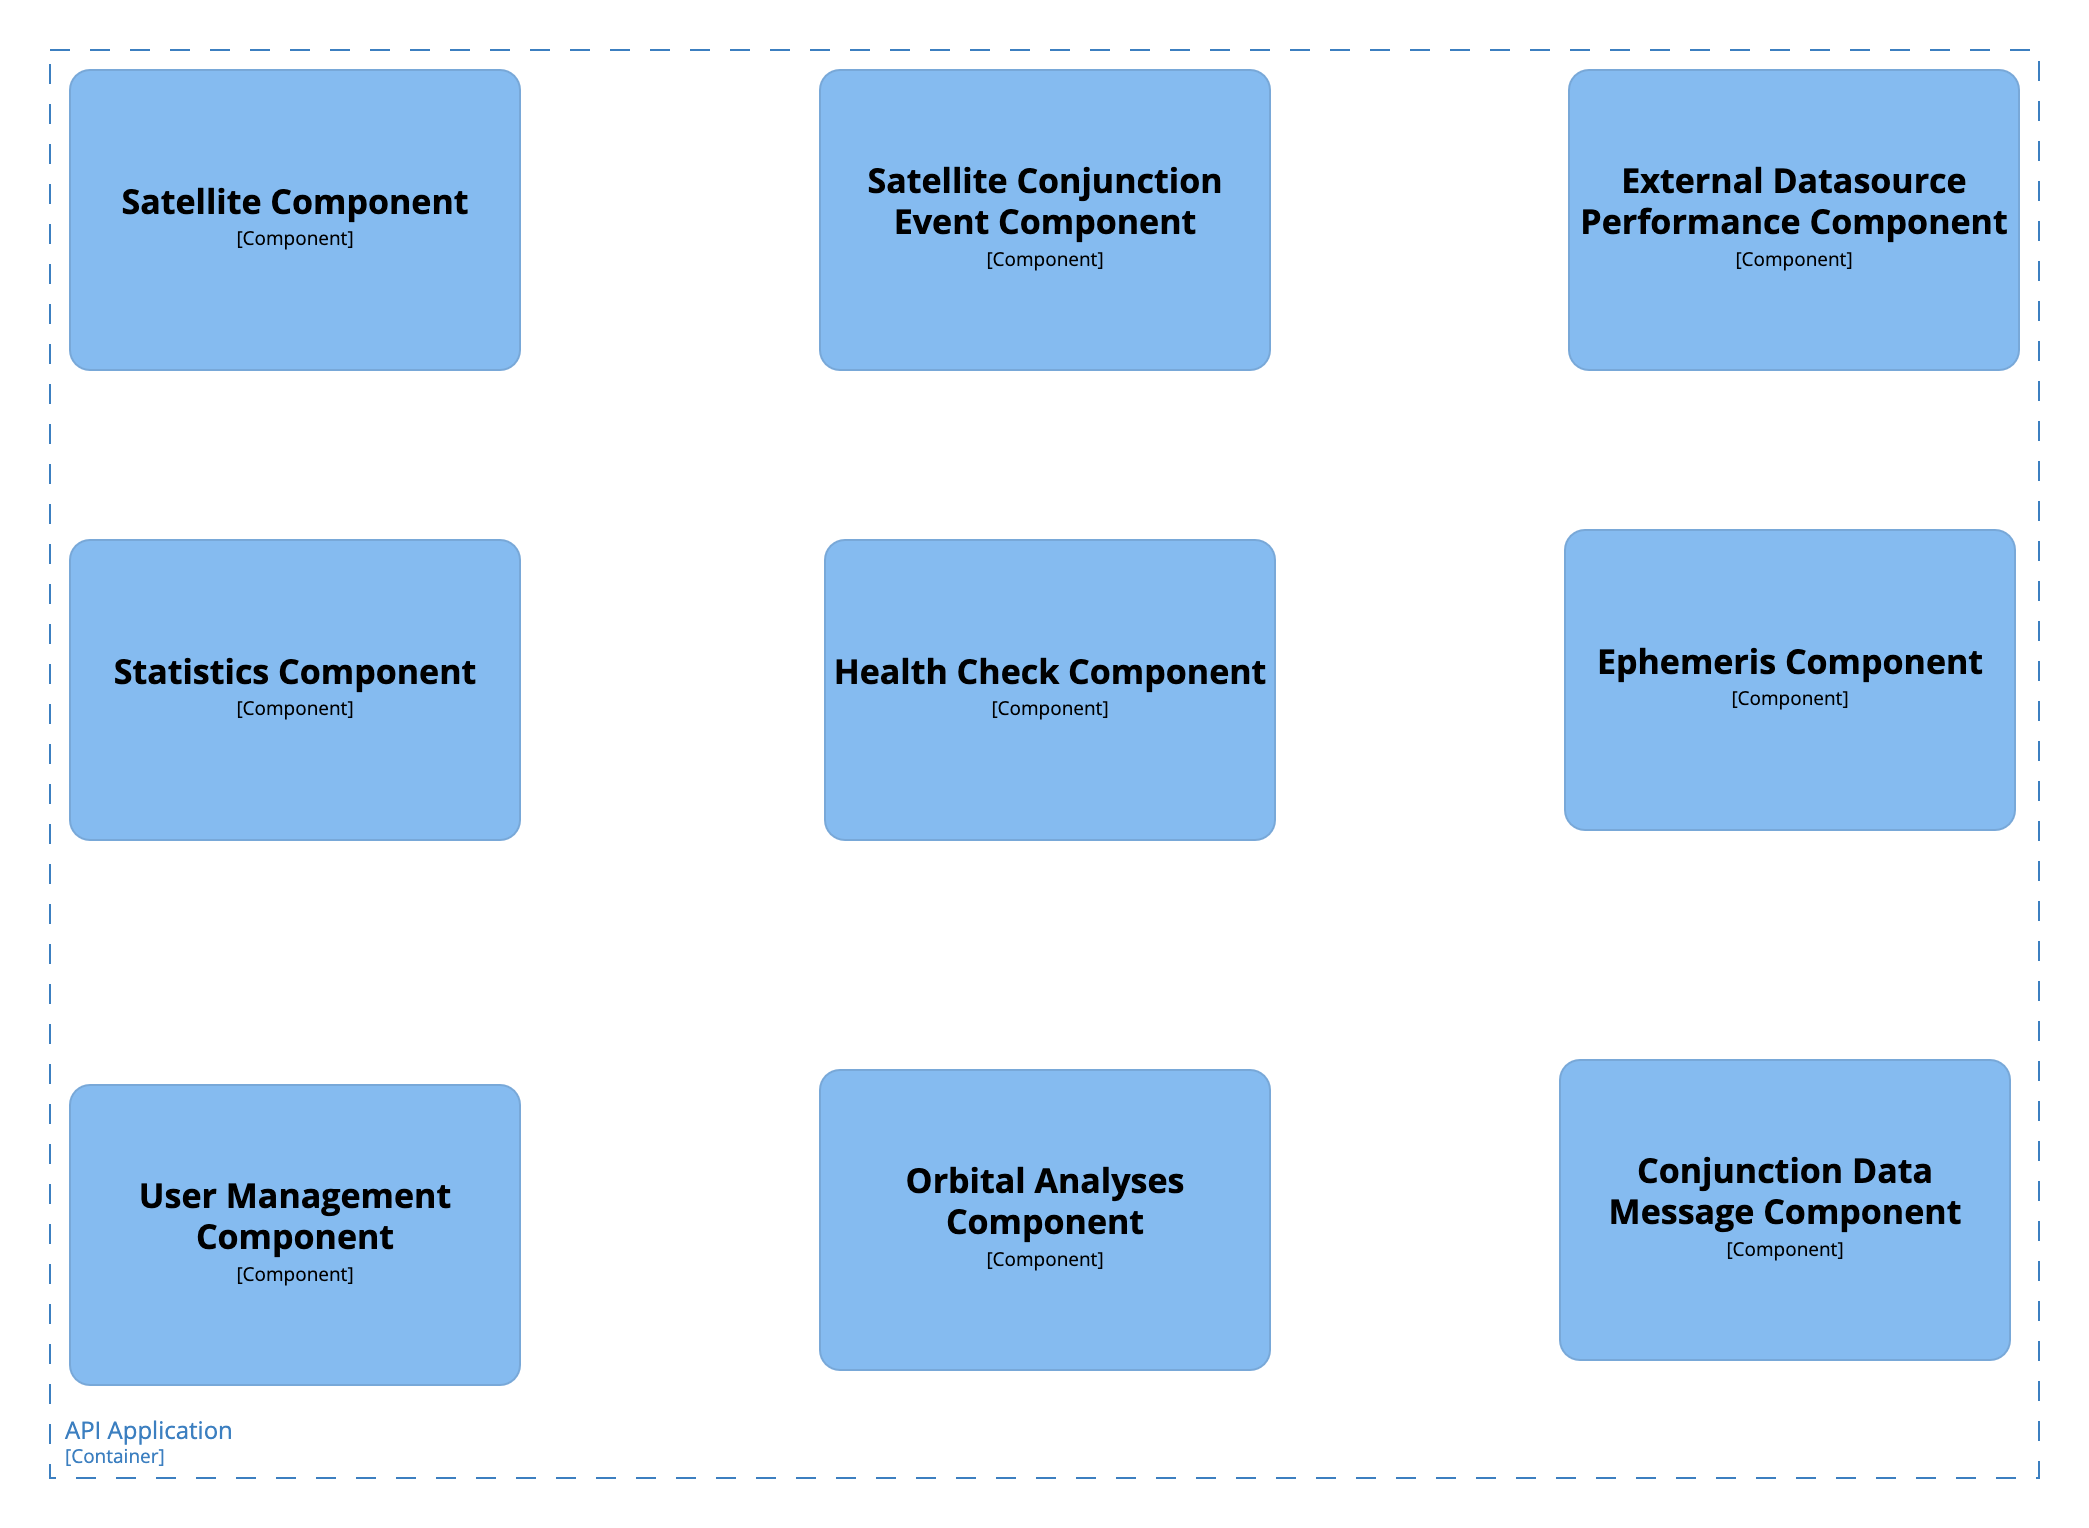 Satellite Component
[Component]
Satellite Conjunction
Event Component
[Component]
External Datasource
Performance Component
[Component]
Statistics Component
[Component]
Health Check Component
[Component]
Ephemeris Component
[Component]
User Management
Component
[Component]
Orbital Analyses
Component
[Component]
Conjunction Data
Message Component
[Component]
API Application
[Container]